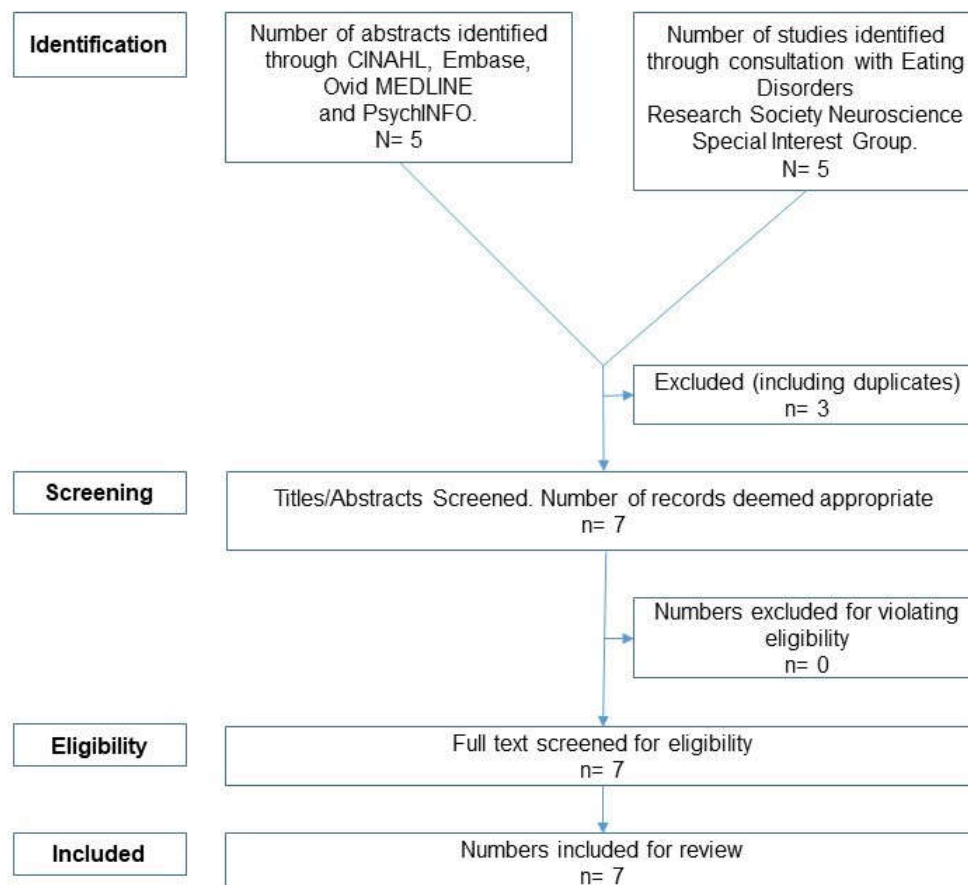 Identification
Number of abstracts identified
through CINAHL, Embase,
Ovid MEDLINE
and PsychINFO.
N= 5
Number of studies identified
through consultation with Eating
Disorders
Research Society Neuroscience
Special Interest Group.
N= 5
Excluded (including duplicates)
n= 3
Screening
Titles/Abstracts Screened. Number of records deemed appropriate
n= 7
Numbers excluded for violating
eligibility
n= 0
Eligibility
Full text screened for eligibility
n= 7
Included
Numbers included for review
n= 7